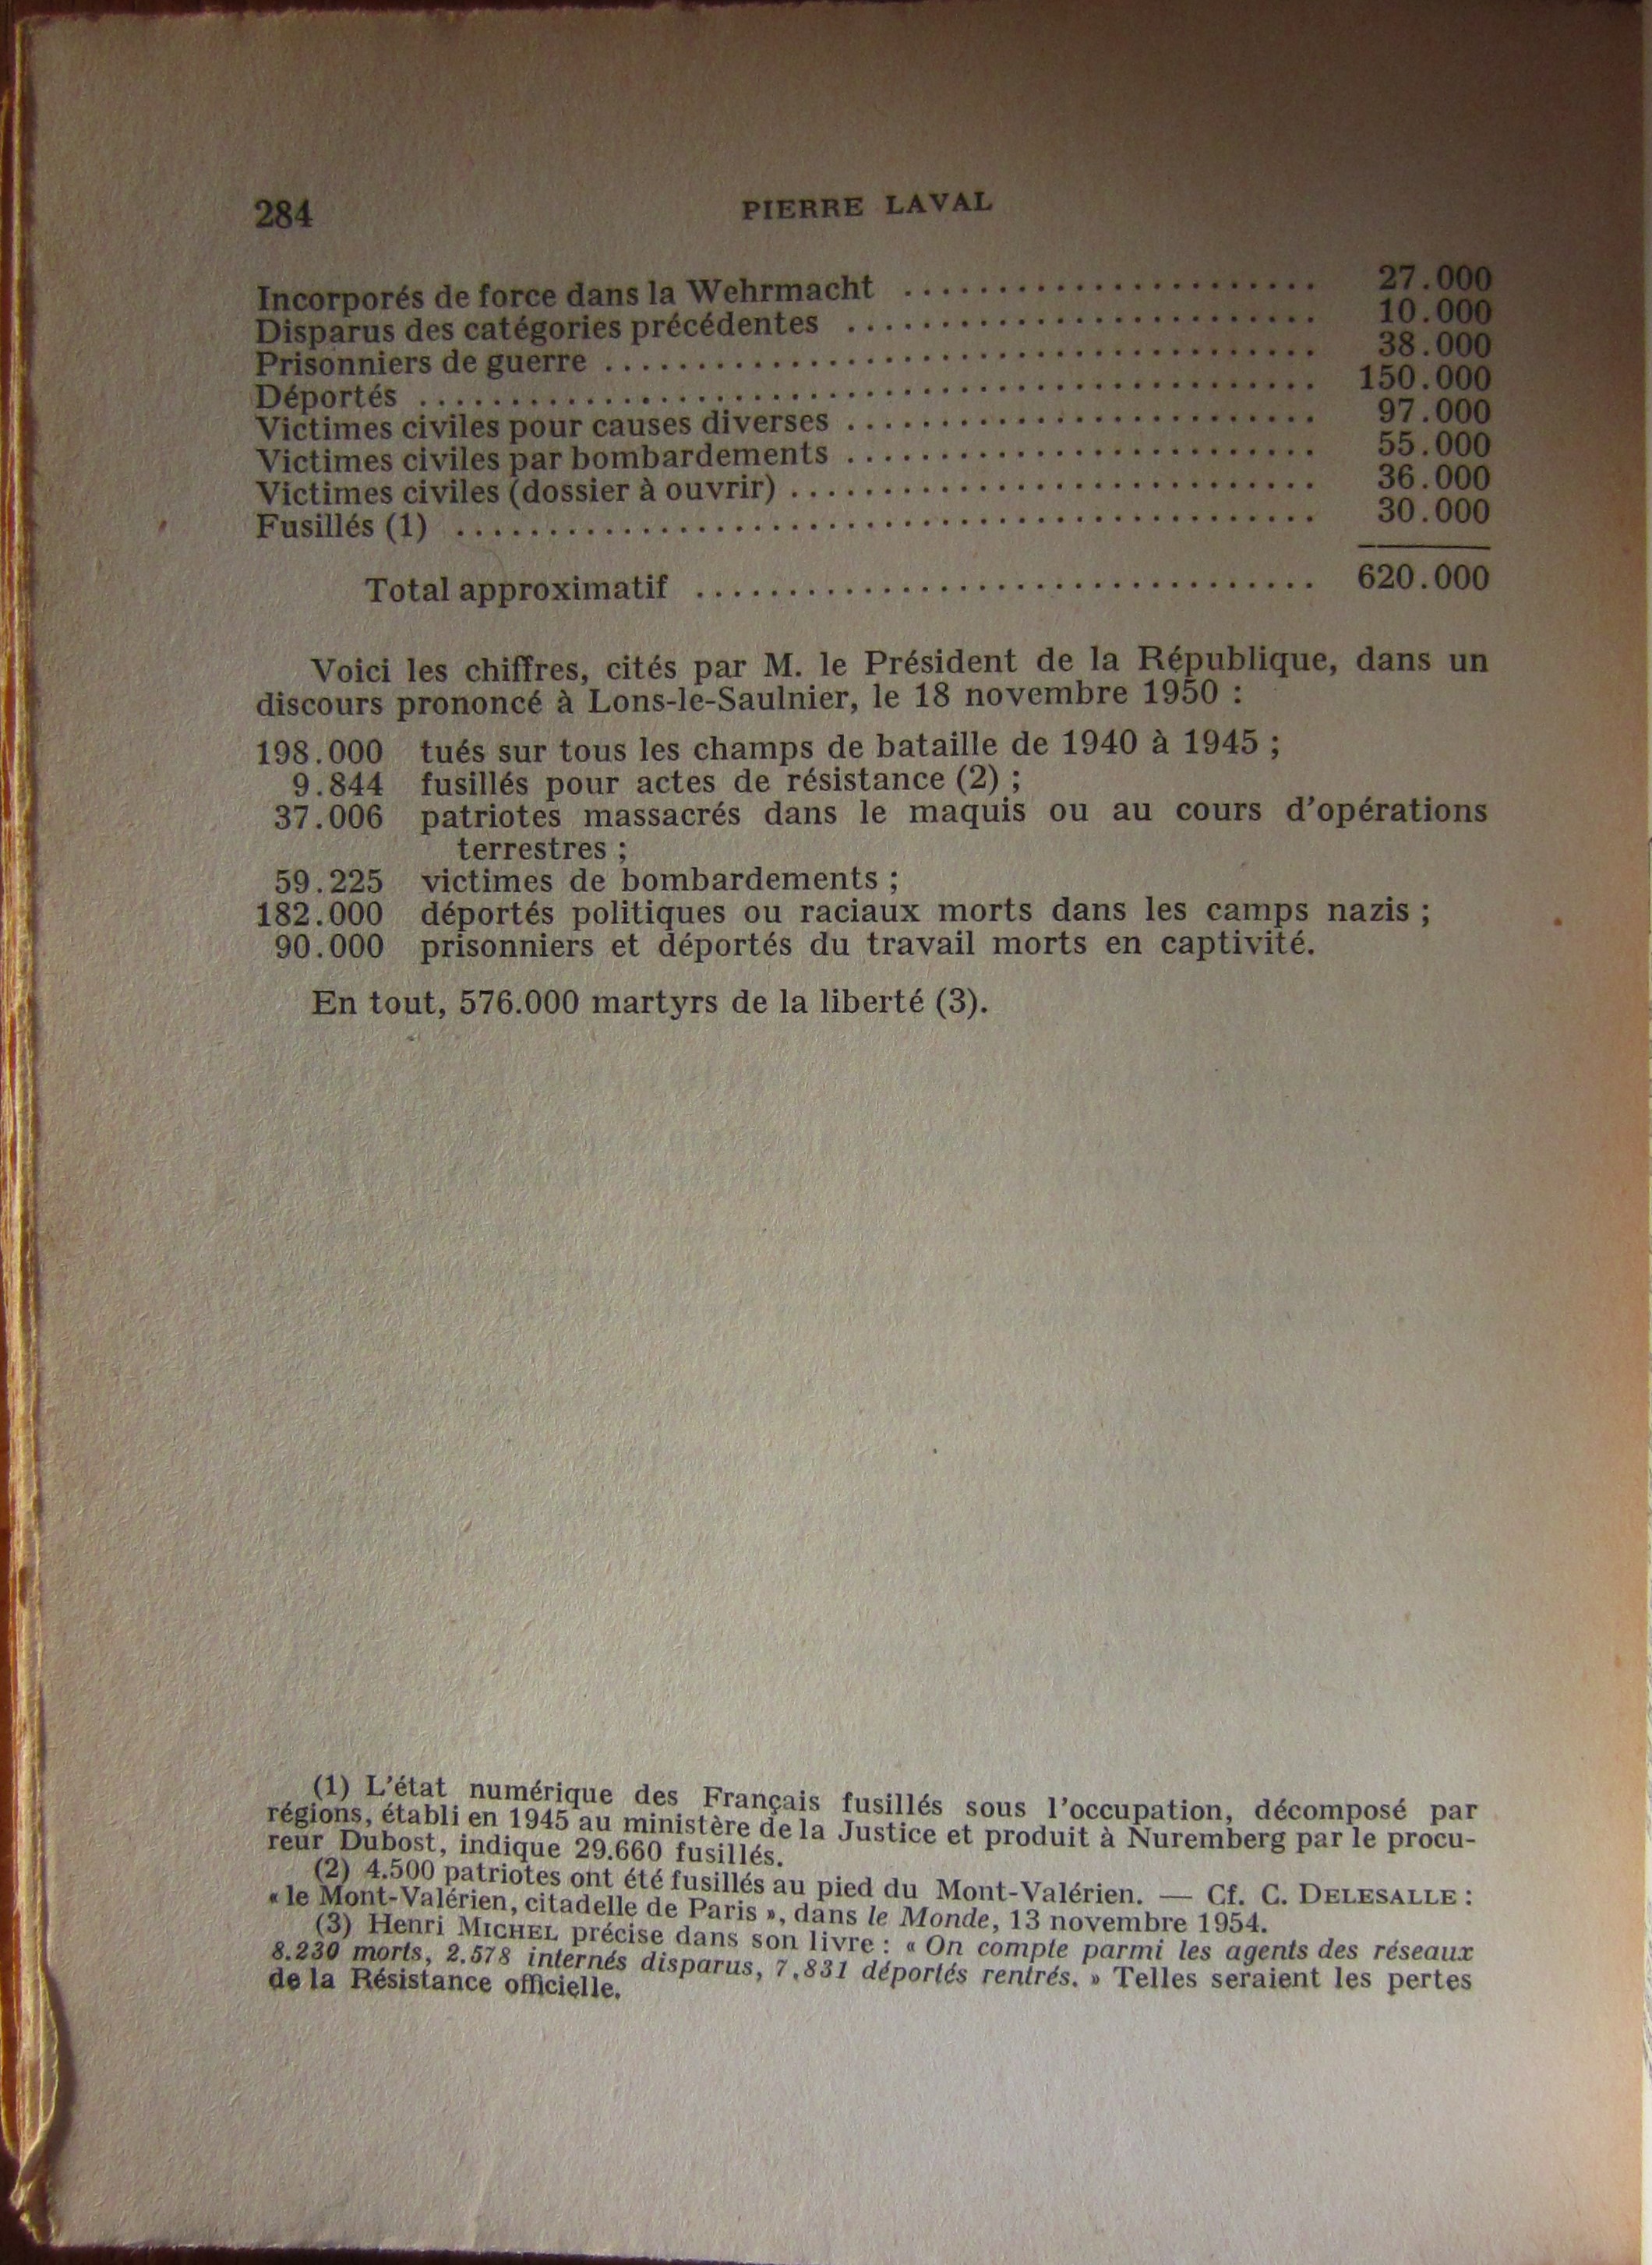 284 PIERRE LAVAL
Incorporés de force dans la Wehrmacht ...................... 27.000
Disparus des catégories précédentes ......................... 10.000
Prisonniers de guerre ...................................... 38.000
Déportés ................................................ 150.000
Victimes civiles pour causes diverses ......................... 97.000
Victimes civiles par bombardements ......................... 55.000
Victimes civiles (dossier à ouvrir) ............................ 36.000
Fusillés (1) .............................................. 30.000
Total approximatif ................................. 620.000
Voici les chiffres, cités par M. le Président de la République, dans un
discours prononcé à Lons-le-Saulnier, le 18 novembre 1950 :
198.000 tués sur tous les champs de bataille de 1940 à 1945 ;
9.844 fusillés pour actes de résistance (2) ;
37.006 patriotes massacrés dans le maquis ou au cours d'opérations
terrestres ;
59.225 victimes de bombardements ;
182.000 déportés politiques ou raciaux morts dans les camps nazis ;
90.000 prisonniers et déportés du travail morts en captivité.
En tout, 576.000 martyrs de la liberté (3).
(1) L'état numérique des Français fusillés sous l'occupation, décomposé par
régions, établi en 1945 au ministère de la Justice et produit à Nuremberg par le procu-
reur Dubost, indique 29.660 fusillés.
(2) 4.500 patriotes ont été fusillés au pied du Mont-Valérien. — Cf. C. DELESALLE :
« le Mont-Valérien, citadelle de Paris », dans le Monde, 13 novembre 1954.
(3) Henri MICHEL précise dans son livre : « On compte parmi les agents des réseaux
8.230 morts, 2.578 internés disparus, 7.831 déportés rentrés. » Telles seraient les pertes
de la Résistance officielle.